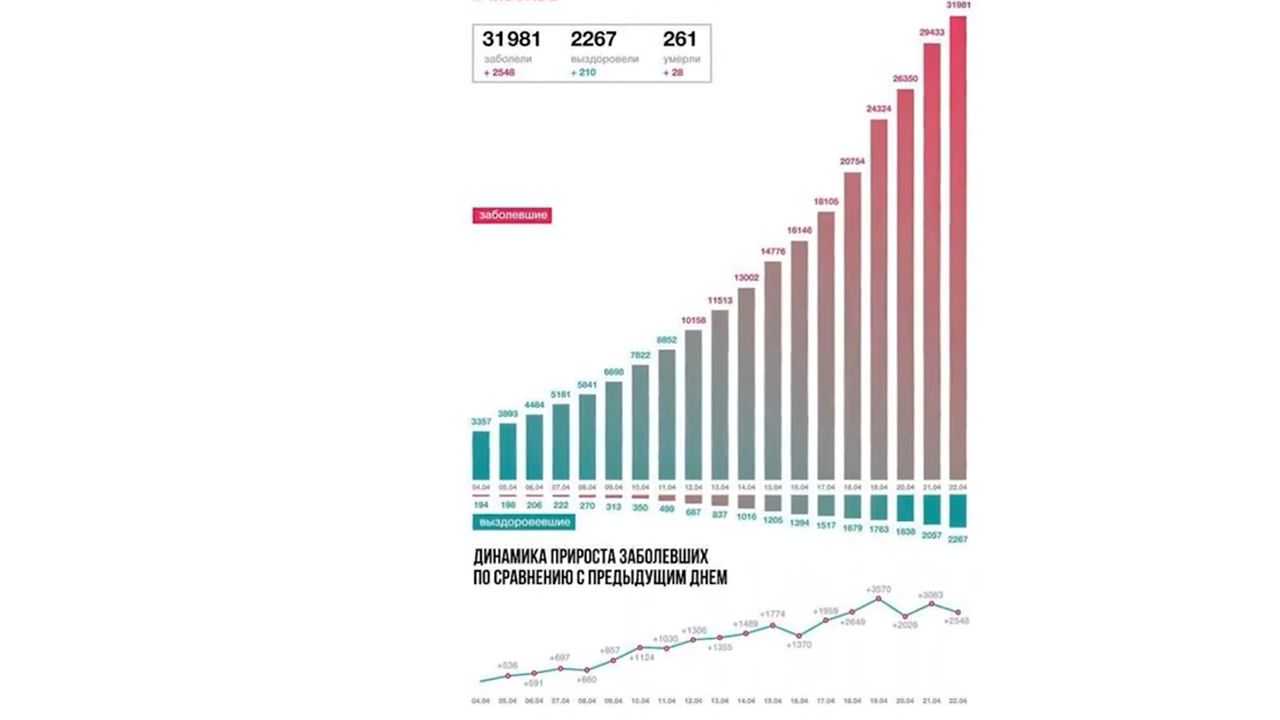 31981 2267 261
заболели выздоровели умерли
+ 2548 + 210 + 28
31981
29433
26350
24324
20754
заболевшие
18105
16146
14776
13002
11513
10158
8852
7822
6698
5841
5181
4484
3893
3357
04.04 05.04 06.04 07.04 08.04 09.04 10.04 11.04 12.04 13.04 14.04 15.04 16.04 17.04 18.04 19.04 20.04 21.04 22.04
194 198 206 222 270 313 350 499 687 837 1016 1205 1394 1517 1679 1763 1838 2057 2267
выздоровевшие
ДИНАМИКА ПРИРОСТА ЗАБОЛЕВШИХ
ПО СРАВНЕНИЮ С ПРЕДЫДУЩИМ ДНЕМ
+536 +591 +697 +660 +857 +1124 +1030 +1306 +1355 +1489 +1774 +1370 +1959 +2649 +3570 +2026 +3083 +2548
04.04 05.04 06.04 07.04 08.04 09.04 10.04 11.04 12.04 13.04 14.04 15.04 16.04 17.04 18.04 19.04 20.04 21.04 22.04